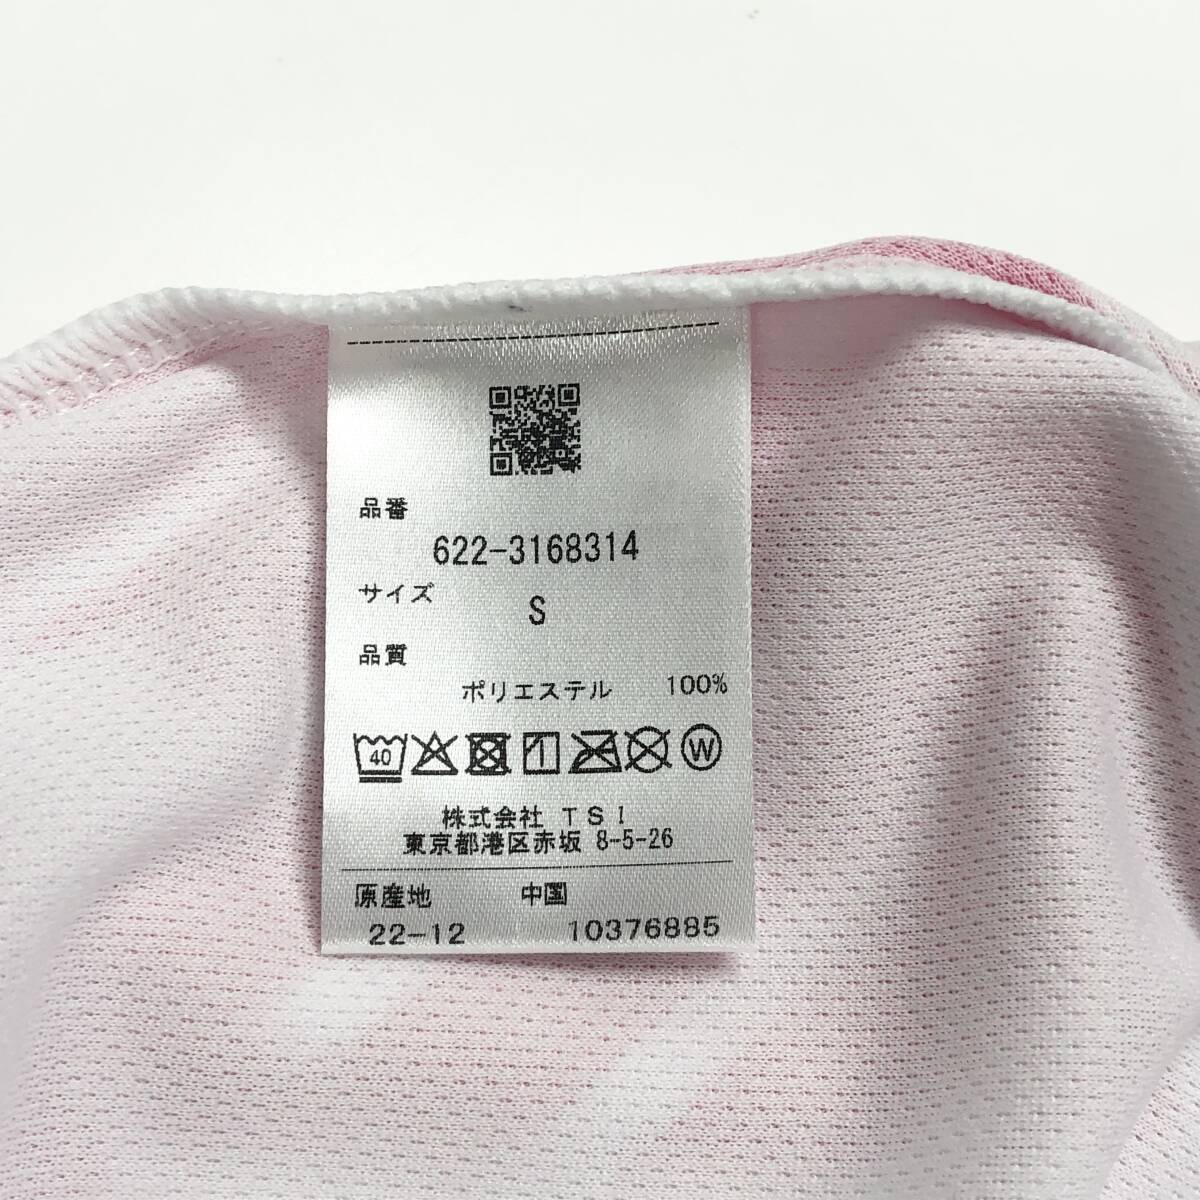 品番
622-3168314
サイズ
S
品質
ポリエステル 100%
40 W
株式会社 TSI
東京都港区赤坂 8-5-26
原産地 中国
22-12 10376885